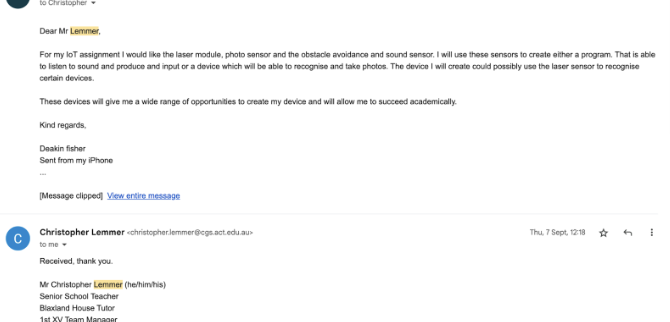 to Christopher
Dear Mr Lemmer,
For my IoT assignment I would like the laser module, photo sensor and the obstacle avoidance and sound sensor. I will use these sensors to create either a program. That is able
to listen to sound and produce and input or a device which will be able to recognise and take photos. The device I will create could possibly use the laser sensor to recognise
certain devices.
These devices will give me a wide range of opportunities to create my device and will allow me to succeed academically.
Kind regards,
Deakin fisher
Sent from my iPhone
...
[Message clipped] View entire message
C
Christopher Lemmer <christopher.lemmer@cgs.act.edu.au> Thu, 7 Sept, 12:18
to me
Received, thank you.
Mr Christopher Lemmer (he/him/his)
Senior School Teacher
Blaxland House Tutor
1st XV Team Manager